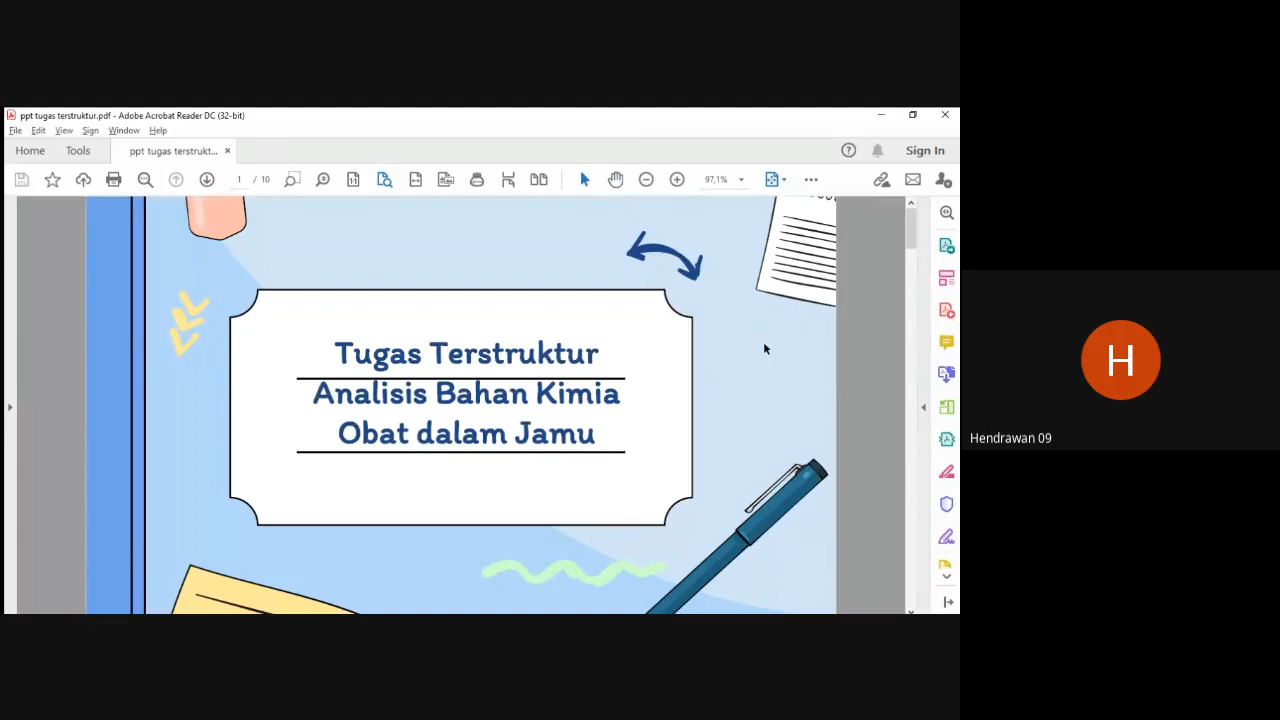 ppt tugas terstruktur.pdf - Adobe Acrobat Reader DC (32-bit)
File Edit View Sign Window Help
Home Tools ppt tugas terstrukt... × Sign In
1 / 10 97,1%
Tugas Terstruktur
Analisis Bahan Kimia
Obat dalam Jamu
H
Hendrawan 09